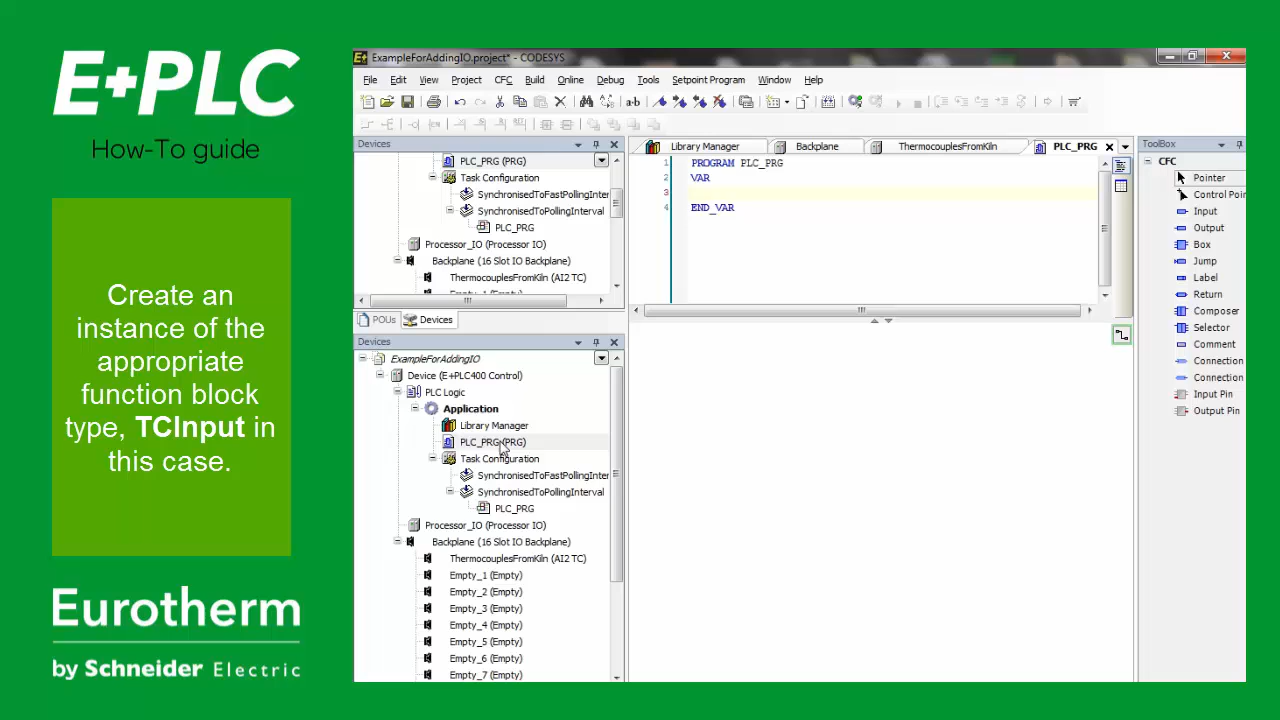 E+PLC
How-To guide
Create an
instance of the
appropriate
function block
type, TCInput in
this case.
Eurotherm
by Schneider Electric
ExampleForAddingIO.project* - CODESYS
File Edit View Project CFC Build Online Debug Tools Setpoint Program Window Help
Devices
PLC_PRG (PRG)
Task Configuration
SynchronisedToFastPollingInter
SynchronisedToPollingInterval
PLC_PRG
Processor_IO (Processor IO)
Backplane (16 Slot IO Backplane)
ThermocouplesFromKiln (AI2 TC)
POUs Devices
Devices
ExampleForAddingIO
Device (E+PLC400 Control)
PLC Logic
Application
Library Manager
PLC_PRG (PRG)
Task Configuration
SynchronisedToFastPollingInter
SynchronisedToPollingInterval
PLC_PRG
Processor_IO (Processor IO)
Backplane (16 Slot IO Backplane)
ThermocouplesFromKiln (AI2 TC)
Empty_1 (Empty)
Empty_2 (Empty)
Empty_3 (Empty)
Empty_4 (Empty)
Empty_5 (Empty)
Empty_6 (Empty)
Empty_7 (Empty)
Library Manager Backplane ThermocouplesFromKiln PLC_PRG
1 PROGRAM PLC_PRG
2 VAR
3
4 END_VAR
ToolBox
CFC
Pointer
Control Poin
Input
Output
Box
Jump
Label
Return
Composer
Selector
Comment
Connection
Connection
Input Pin
Output Pin